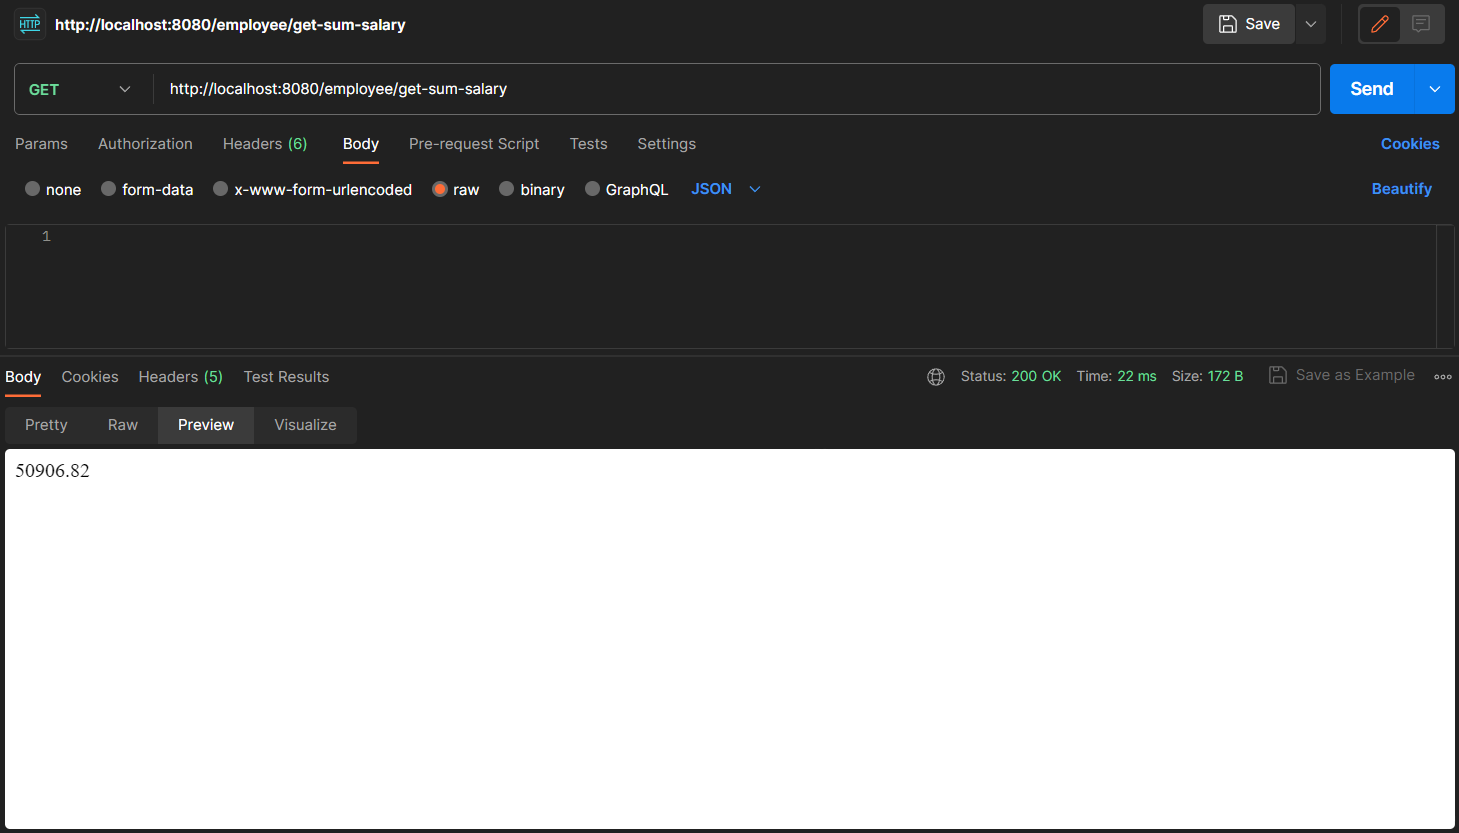 HTTP http://localhost:8080/employee/get-sum-salary Save
GET http://localhost:8080/employee/get-sum-salary Send
Params Authorization Headers (6) Body Pre-request Script Tests Settings Cookies
none form-data x-www-form-urlencoded raw binary GraphQL JSON Beautify
1
Body Cookies Headers (5) Test Results Status: 200 OK Time: 22 ms Size: 172 B Save as Example
Pretty Raw Preview Visualize
50906.82